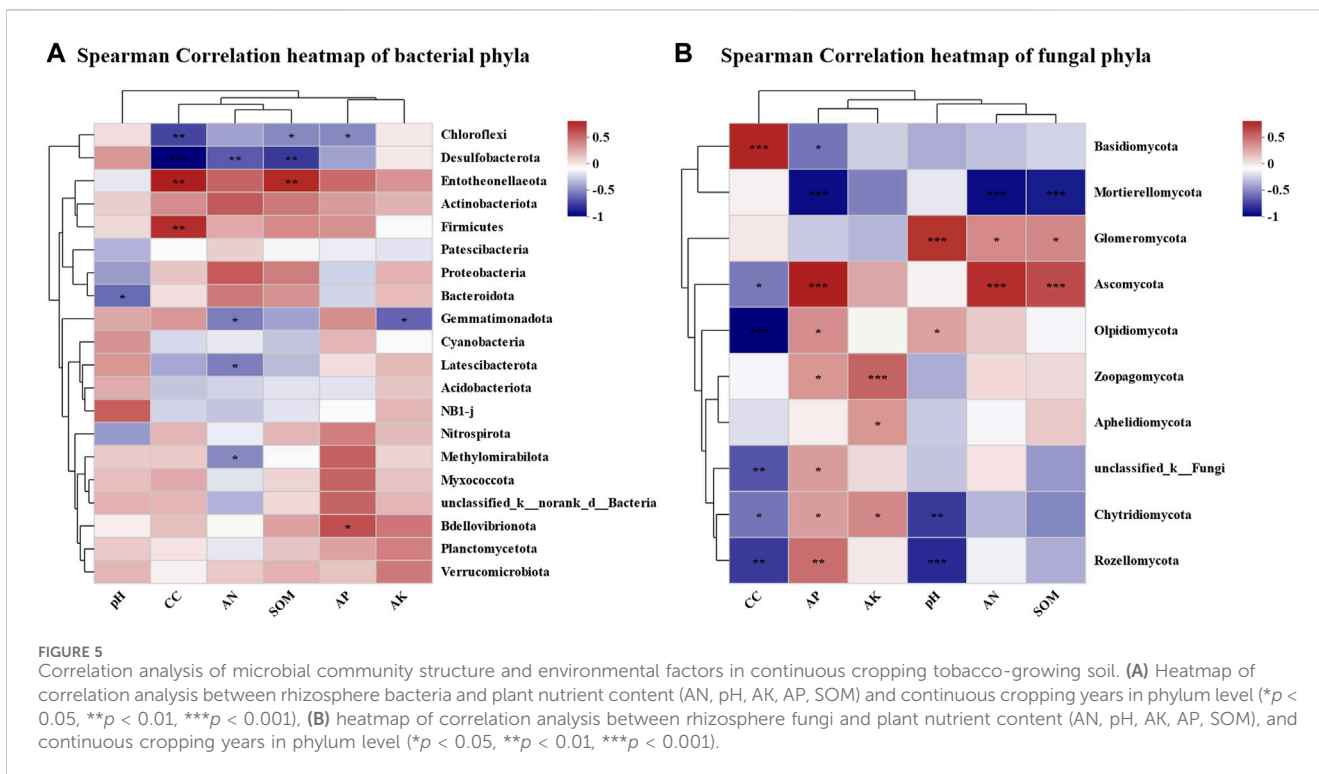 A Spearman Correlation heatmap of bacterial phyla
Chloroflexi ** * *
Desulfobacterota *** ** **
Entotheonellaeota ** **
Actinobacteriota
Firmicutes **
Patescibacteria
Proteobacteria
Bacteroidota *
Gemmatimonadota * *
Cyanobacteria
Latescibacterota *
Acidobacteriota
NB1-j
Nitrospirota
Methylomirabilota *
Myxococcota
unclassified_k__norank_d__Bacteria
Bdellovibrionota *
Planctomycetota
Verrucomicrobiota
pH CC AN SOM AP AK
0.5
0
-0.5
-1
B Spearman Correlation heatmap of fungal phyla
*** * Basidiomycota
*** *** *** Mortierellomycota
*** * * Glomeromycota
* *** *** *** Ascomycota
*** * * Olpidiomycota
* *** Zoopagomycota
* Aphelidiomycota
** * unclassified_k__Fungi
* * * ** Chytridiomycota
** ** *** Rozellomycota
CC AP AK pH AN SOM
0.5
0
-0.5
-1
FIGURE 5
Correlation analysis of microbial community structure and environmental factors in continuous cropping tobacco-growing soil. (A) Heatmap of
correlation analysis between rhizosphere bacteria and plant nutrient content (AN, pH, AK, AP, SOM) and continuous cropping years in phylum level (*p <
0.05, **p < 0.01, ***p < 0.001), (B) heatmap of correlation analysis between rhizosphere fungi and plant nutrient content (AN, pH, AK, AP, SOM), and
continuous cropping years in phylum level (*p < 0.05, **p < 0.01, ***p < 0.001).